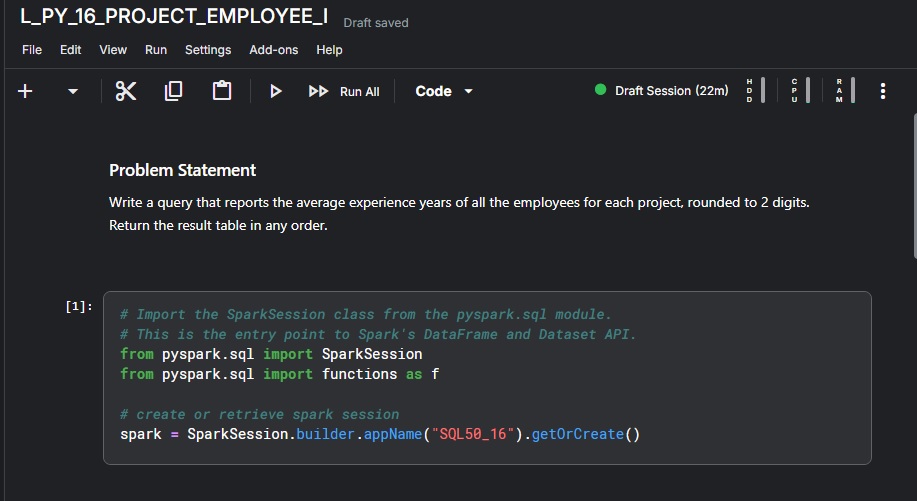 L_PY_16_PROJECT_EMPLOYEE_I Draft saved
File Edit View Run Settings Add-ons Help
Run All Code Draft Session (22m) HDD CPU RAM
Problem Statement
Write a query that reports the average experience years of all the employees for each project, rounded to 2 digits.
Return the result table in any order.
[1]:
# Import the SparkSession class from the pyspark.sql module.
# This is the entry point to Spark's DataFrame and Dataset API.
from pyspark.sql import SparkSession
from pyspark.sql import functions as f
# create or retrieve spark session
spark = SparkSession.builder.appName("SQL50_16").getOrCreate()